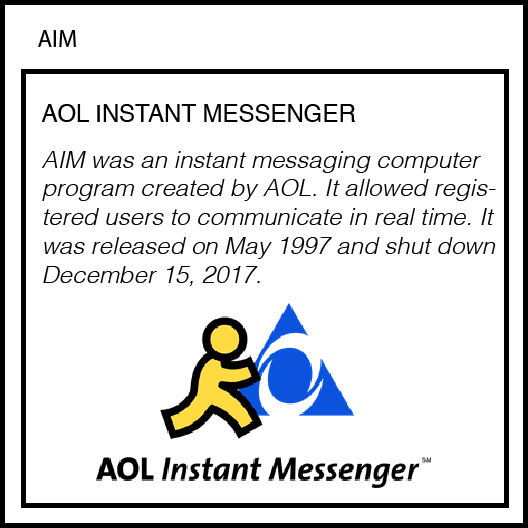 AIM
AOL INSTANT MESSENGER
AIM was an instant messaging computer
program created by AOL. It allowed regis-
tered users to communicate in real time. It
was released on May 1997 and shut down
December 15, 2017.
AOL Instant Messenger℠